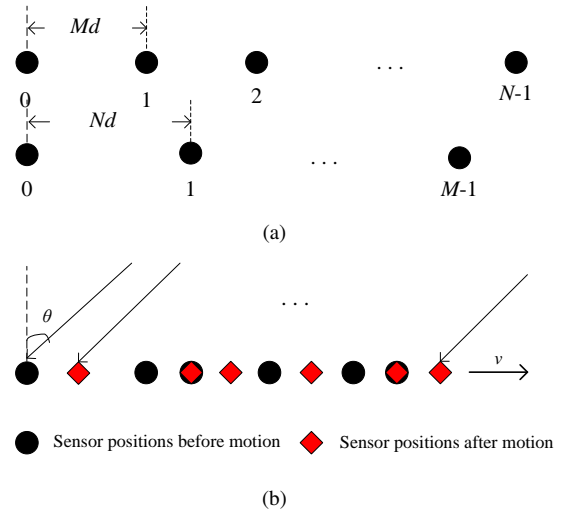 Md
0 1 2 . . . N-1
Nd
0 1 . . . M-1
(a)
θ . . .
v
Sensor positions before motion Sensor positions after motion
(b)